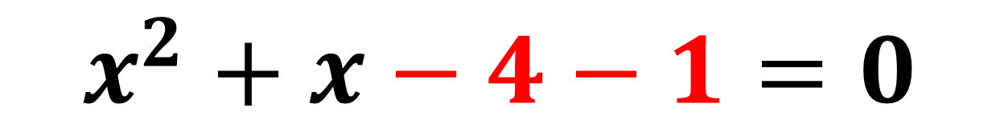 x² + x − 4 − 1 = 0